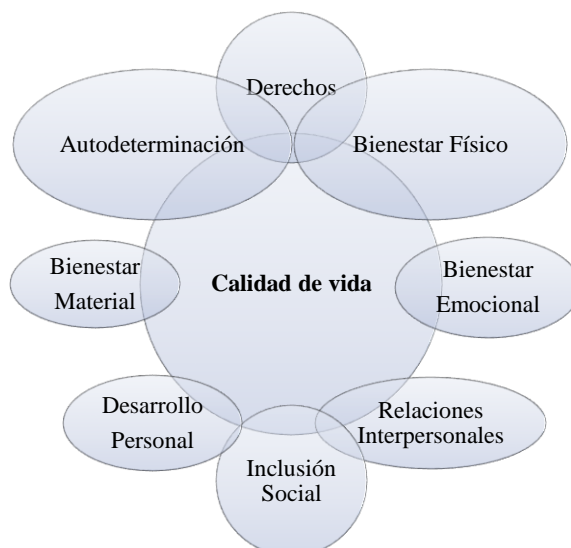 Derechos
Autodeterminación
Bienestar Físico
Bienestar
Material
Calidad de vida
Bienestar
Emocional
Desarrollo
Personal
Relaciones
Interpersonales
Inclusión
Social